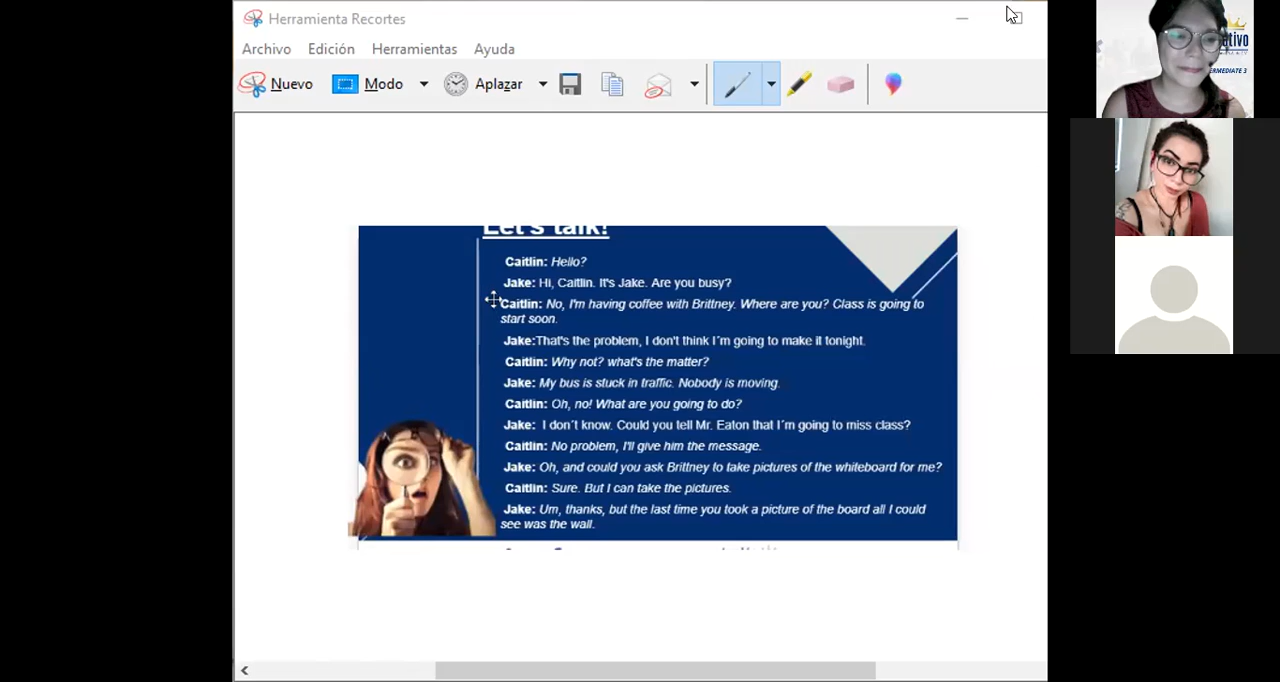 Herramienta Recortes
Archivo Edición Herramientas Ayuda
Nuevo Modo Aplazar
Let's talk!
Caitlin: Hello?
Jake: Hi, Caitlin. It's Jake. Are you busy?
Caitlin: No, I'm having coffee with Brittney. Where are you? Class is going to
start soon.
Jake:That's the problem, I don't think I´m going to make it tonight.
Caitlin: Why not? what's the matter?
Jake: My bus is stuck in traffic. Nobody is moving.
Caitlin: Oh, no! What are you going to do?
Jake: I don´t know. Could you tell Mr. Eaton that I´m going to miss class?
Caitlin: No problem, I'll give him the message.
Jake: Oh, and could you ask Brittney to take pictures of the whiteboard for me?
Caitlin: Sure. But I can take the pictures.
Jake: Um, thanks, but the last time you took a picture of the board all I could
see was the wall.